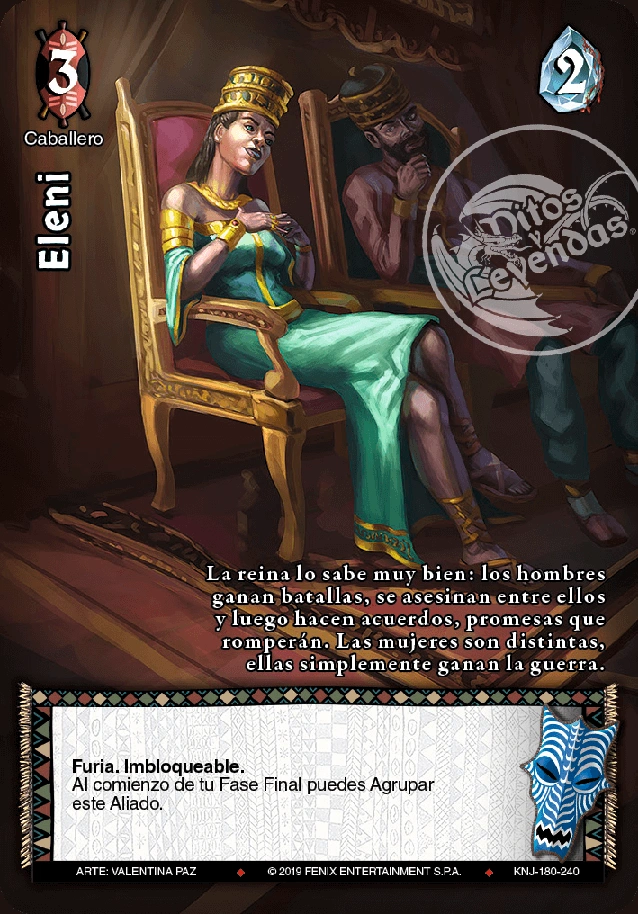 3
2
Caballero
Eleni
Mitos
y
Leyendas
La reina lo sabe muy bien: los hombres
ganan batallas, se asesinan entre ellos
y luego hacen acuerdos, promesas que
romperán. Las mujeres son distintas,
ellas simplemente ganan la guerra.
Furia. Imbloqueable.
Al comienzo de tu Fase Final puedes Agrupar
este Aliado.
ARTE: VALENTINA PAZ ♦ © 2019 FENIX ENTERTAINMENT S.P.A. ♦ KNJ-180-240